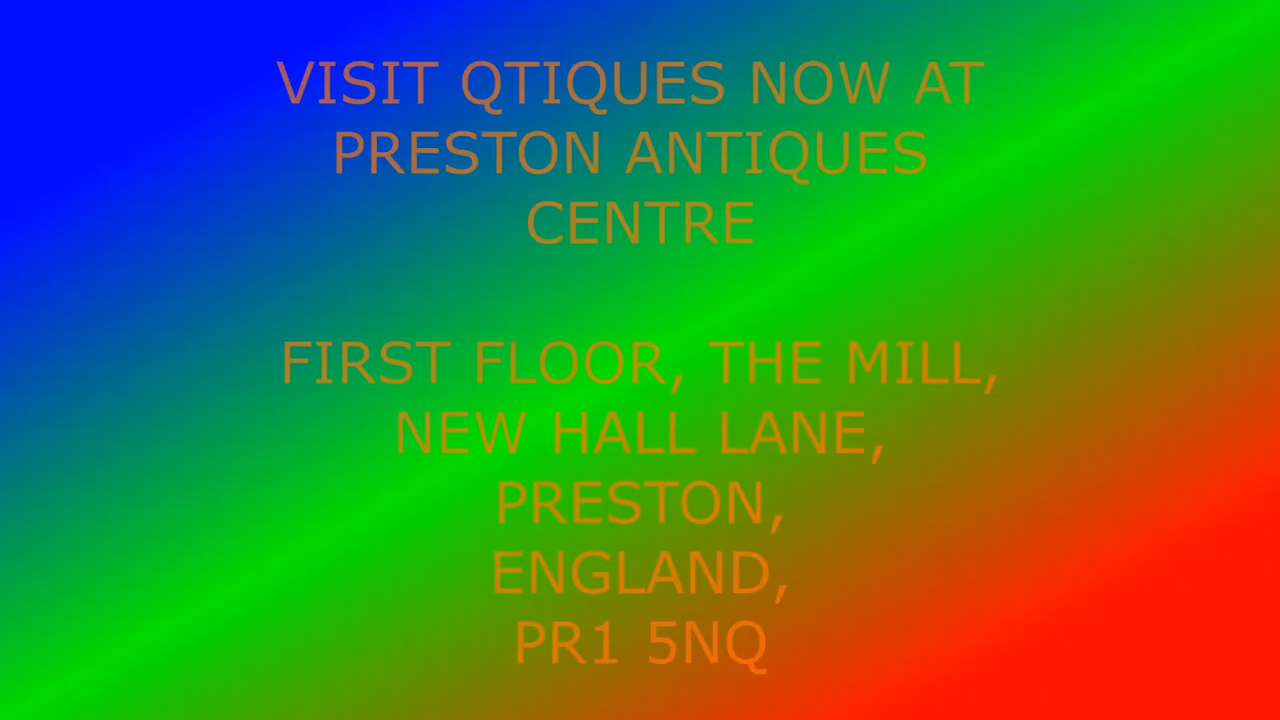 VISIT QTIQUES NOW AT
PRESTON ANTIQUES
CENTRE
FIRST FLOOR, THE MILL,
NEW HALL LANE,
PRESTON,
ENGLAND,
PR1 5NQ